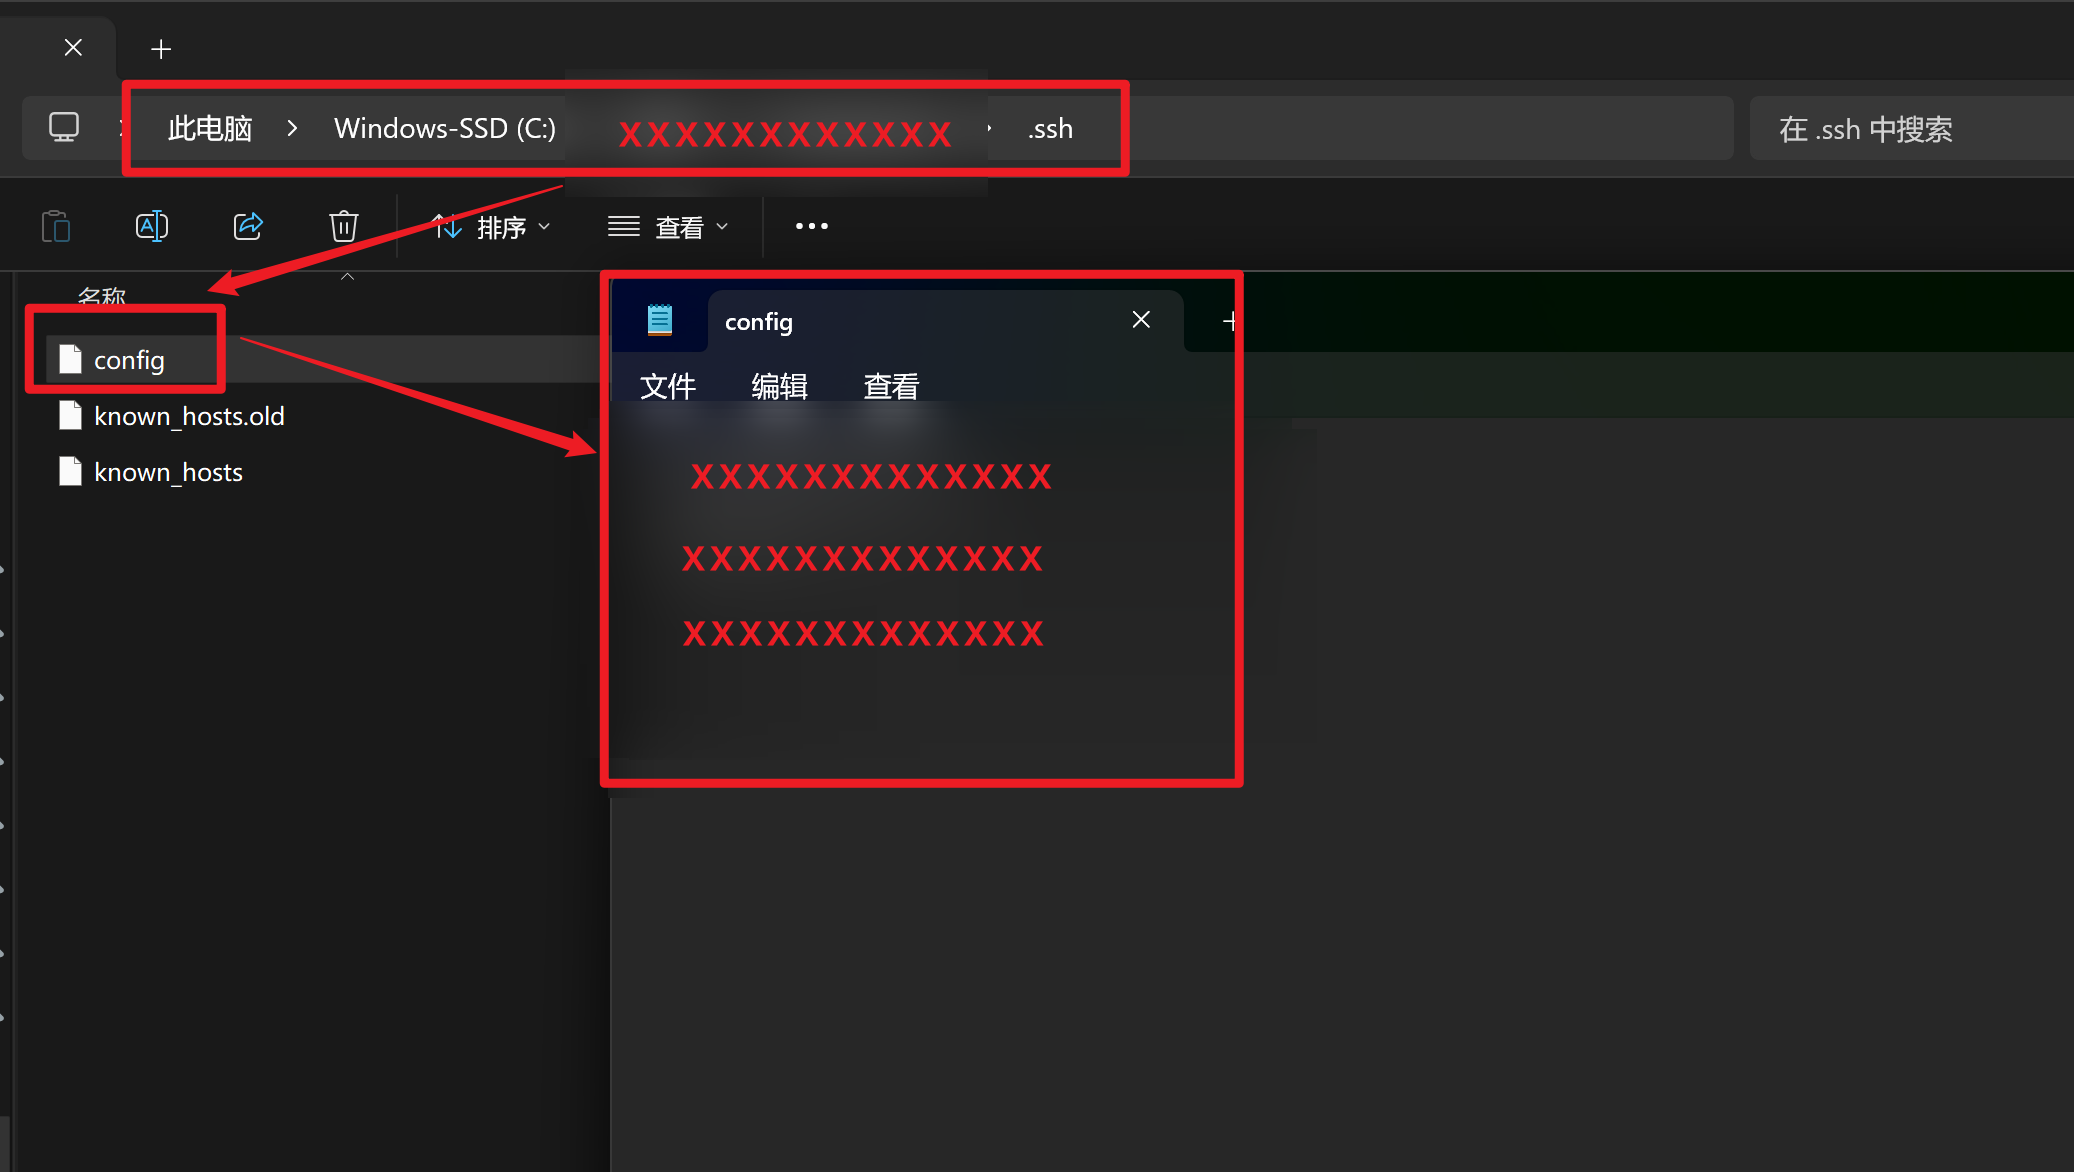 此电脑 > Windows-SSD (C:) XXXXXXXXXXXX .ssh
在 .ssh 中搜索
排序 查看
名称
config
known_hosts.old
known_hosts
config
文件 编辑 查看
XXXXXXXXXXXXX
XXXXXXXXXXXXX
XXXXXXXXXXXXX